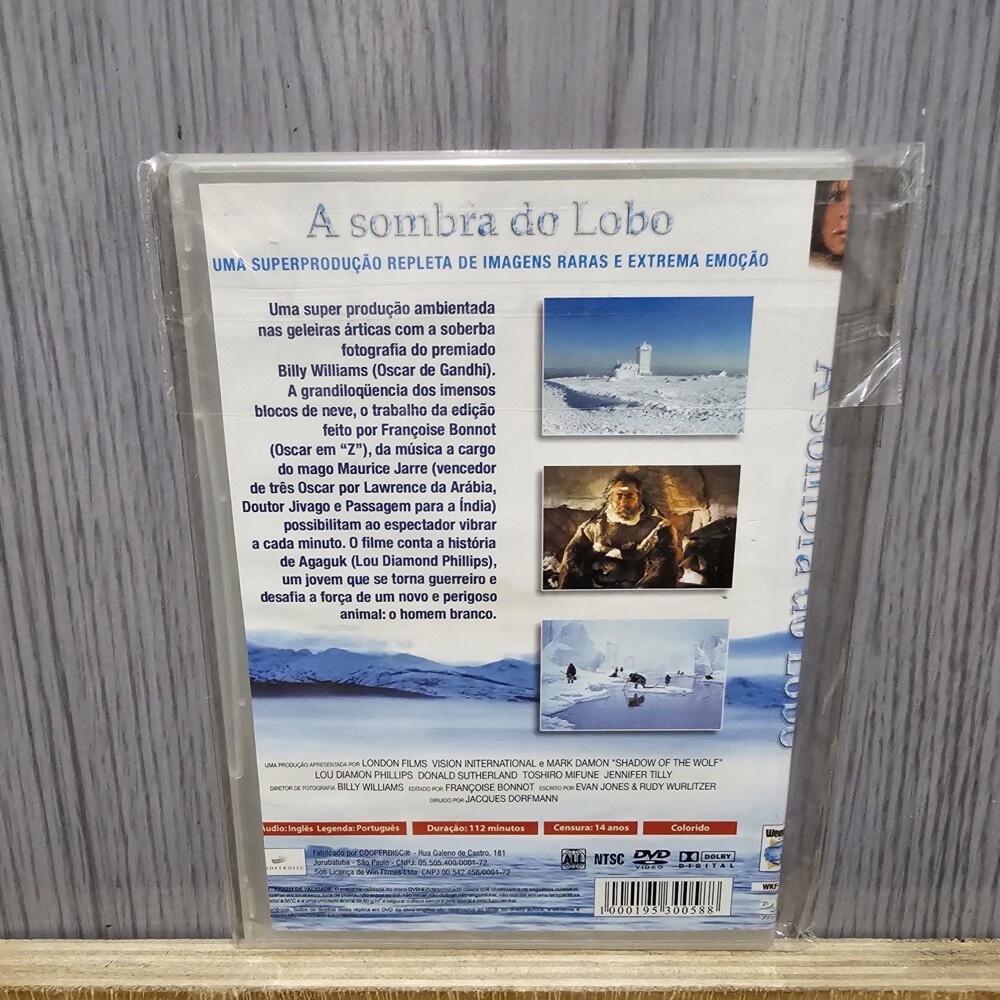 A sombra do Lobo
UMA SUPERPRODUÇÃO REPLETA DE IMAGENS RARAS E EXTREMA EMOÇÃO
Uma super produção ambientada
nas geleiras árticas com a soberba
fotografia do premiado
Billy Williams (Oscar de Gandhi).
A grandiloqüencia dos imensos
blocos de neve, o trabalho da edição
feito por Françoise Bonnot
(Oscar em “Z”), da música a cargo
do mago Maurice Jarre (vencedor
de três Oscar por Lawrence da Arábia,
Doutor Jivago e Passagem para a Índia)
possibilitam ao espectador vibrar
a cada minuto. O filme conta a história
de Agaguk (Lou Diamond Phillips),
um jovem que se torna guerreiro e
desafia a força de um novo e perigoso
animal: o homem branco.
A sombra do Lobo
UMA PRODUÇÃO APRESENTADA POR LONDON FILMS VISION INTERNATIONAL e MARK DAMON "SHADOW OF THE WOLF"
LOU DIAMON PHILLIPS DONALD SUTHERLAND TOSHIRO MIFUNE JENNIFER TILLY
DIRETOR DE FOTOGRAFIA BILLY WILLIAMS EDITADO POR FRANÇOISE BONNOT ESCRITO POR EVAN JONES & RUDY WURLITZER
DIRIJIDO POR JACQUES DORFMANN
Audio: Inglês Legenda: Português Duração: 112 minutos Censura: 14 anos Colorido
COOPERDISC
Fabricado por COOPERDISC® - Rua Galeno de Castro, 181
Jurubatuba - São Paulo - CNPJ: 05.505.400/0001-72
Sob Licença de Win Filmes Ltda. CNPJ 00.542.458/0001-72
ALL NTSC DVD VIDEO DOLBY DIGITAL
WKF
1000195300588